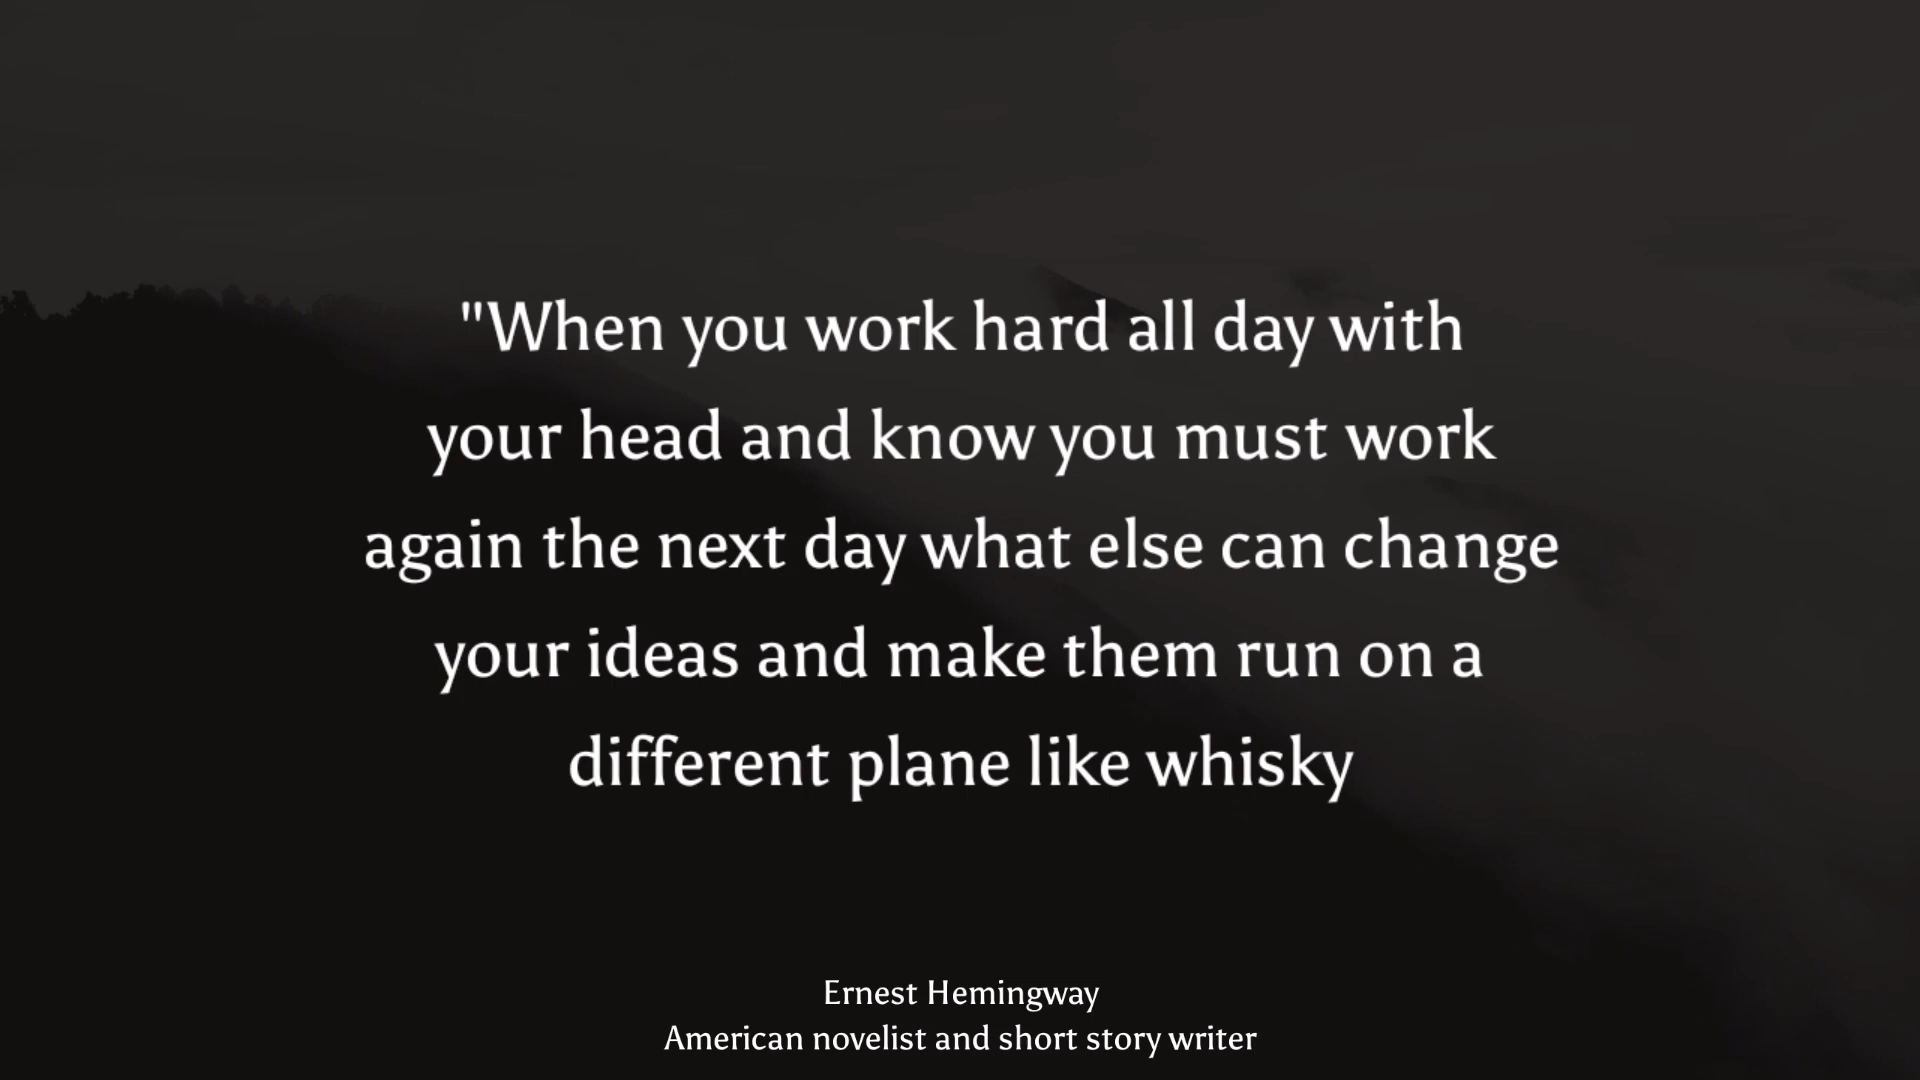 "When you work hard all day with
your head and know you must work
again the next day what else can change
your ideas and make them run on a
different plane like whisky
Ernest Hemingway
American novelist and short story writer